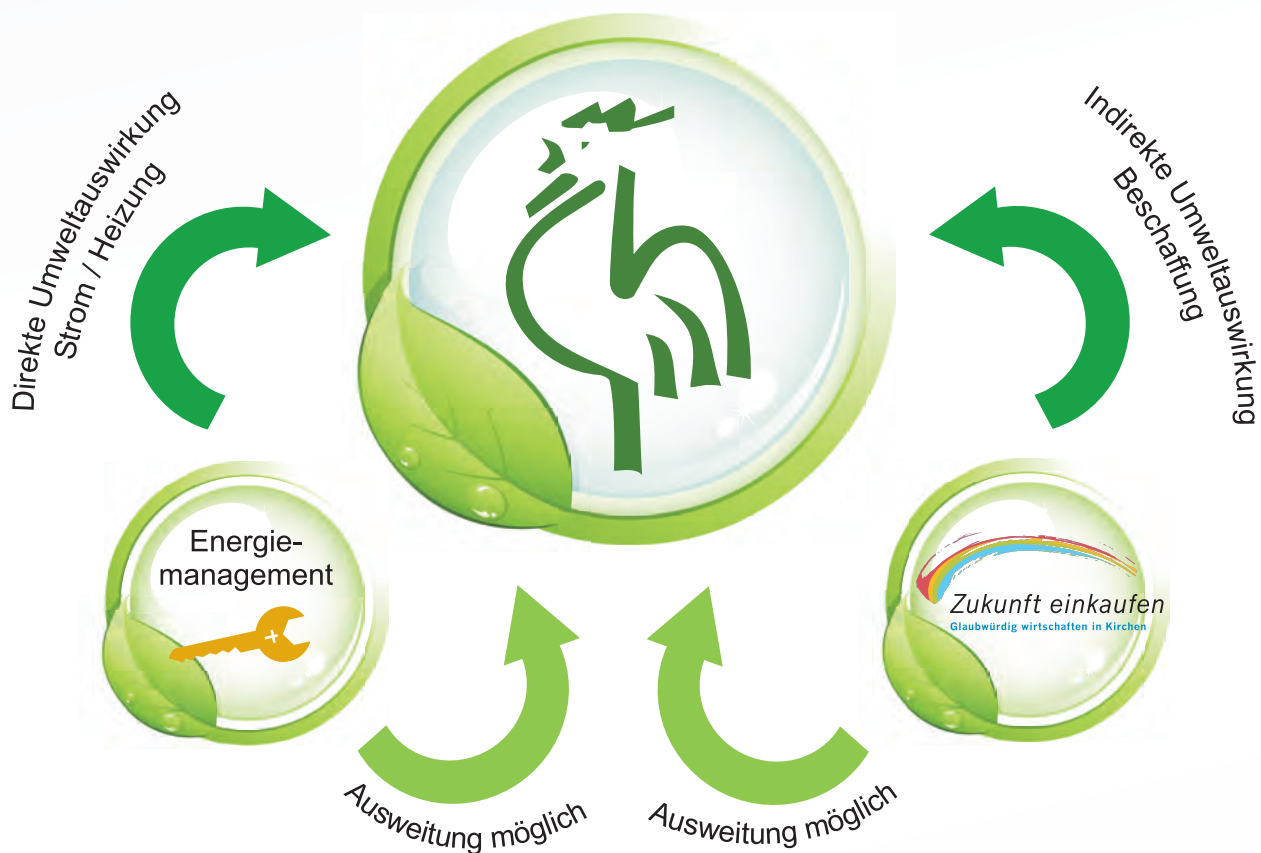 Direkte Umweltauswirkung
Strom / Heizung
Indirekte Umweltauswirkung
Beschaffung
Energie-
management
Zukunft einkaufen
Glaubwürdig wirtschaften in Kirchen
Ausweitung möglich
Ausweitung möglich